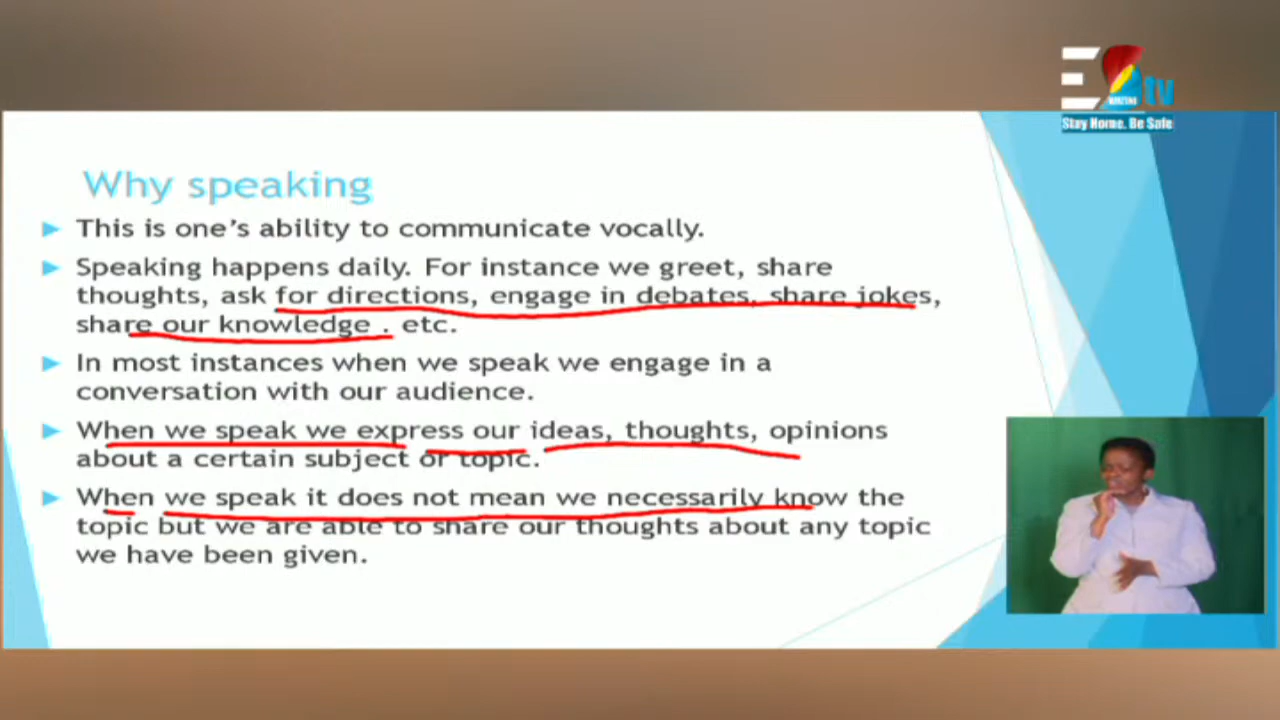 E tv
Stay Home. Be Safe
Why speaking
This is one's ability to communicate vocally.
Speaking happens daily. For instance we greet, share
thoughts, ask for directions, engage in debates, share jokes,
share our knowledge . etc.
In most instances when we speak we engage in a
conversation with our audience.
When we speak we express our ideas, thoughts, opinions
about a certain subject or topic.
When we speak it does not mean we necessarily know the
topic but we are able to share our thoughts about any topic
we have been given.